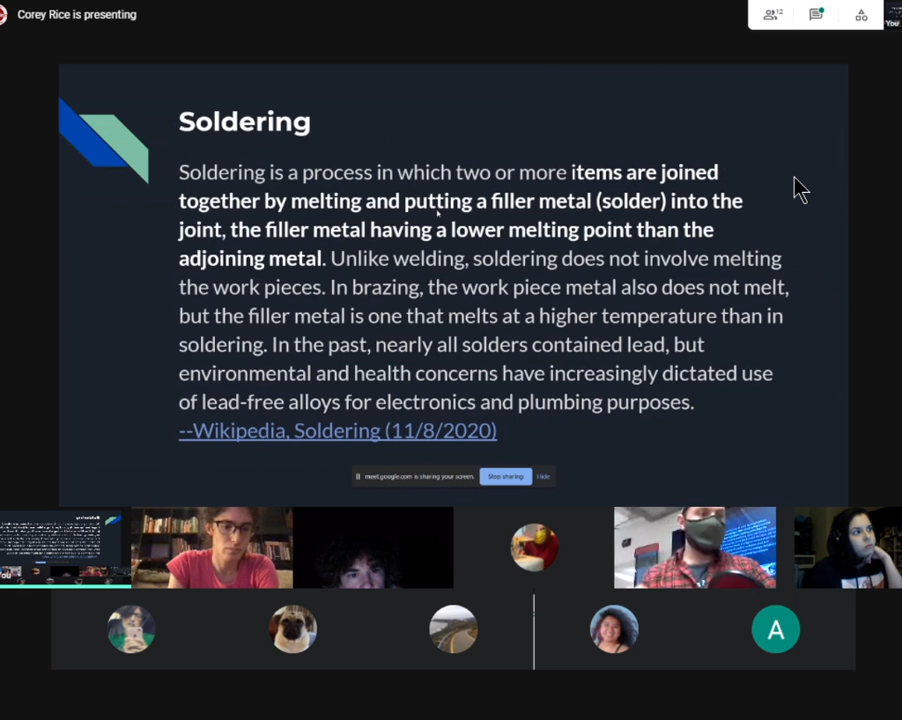 Corey Rice is presenting
12
You
Soldering
Soldering is a process in which two or more items are joined
together by melting and putting a filler metal (solder) into the
joint, the filler metal having a lower melting point than the
adjoining metal. Unlike welding, soldering does not involve melting
the work pieces. In brazing, the work piece metal also does not melt,
but the filler metal is one that melts at a higher temperature than in
soldering. In the past, nearly all solders contained lead, but
environmental and health concerns have increasingly dictated use
of lead-free alloys for electronics and plumbing purposes.
--Wikipedia, Soldering (11/8/2020)
meet.google.com is sharing your screen.
Stop sharing
Hide
You
A